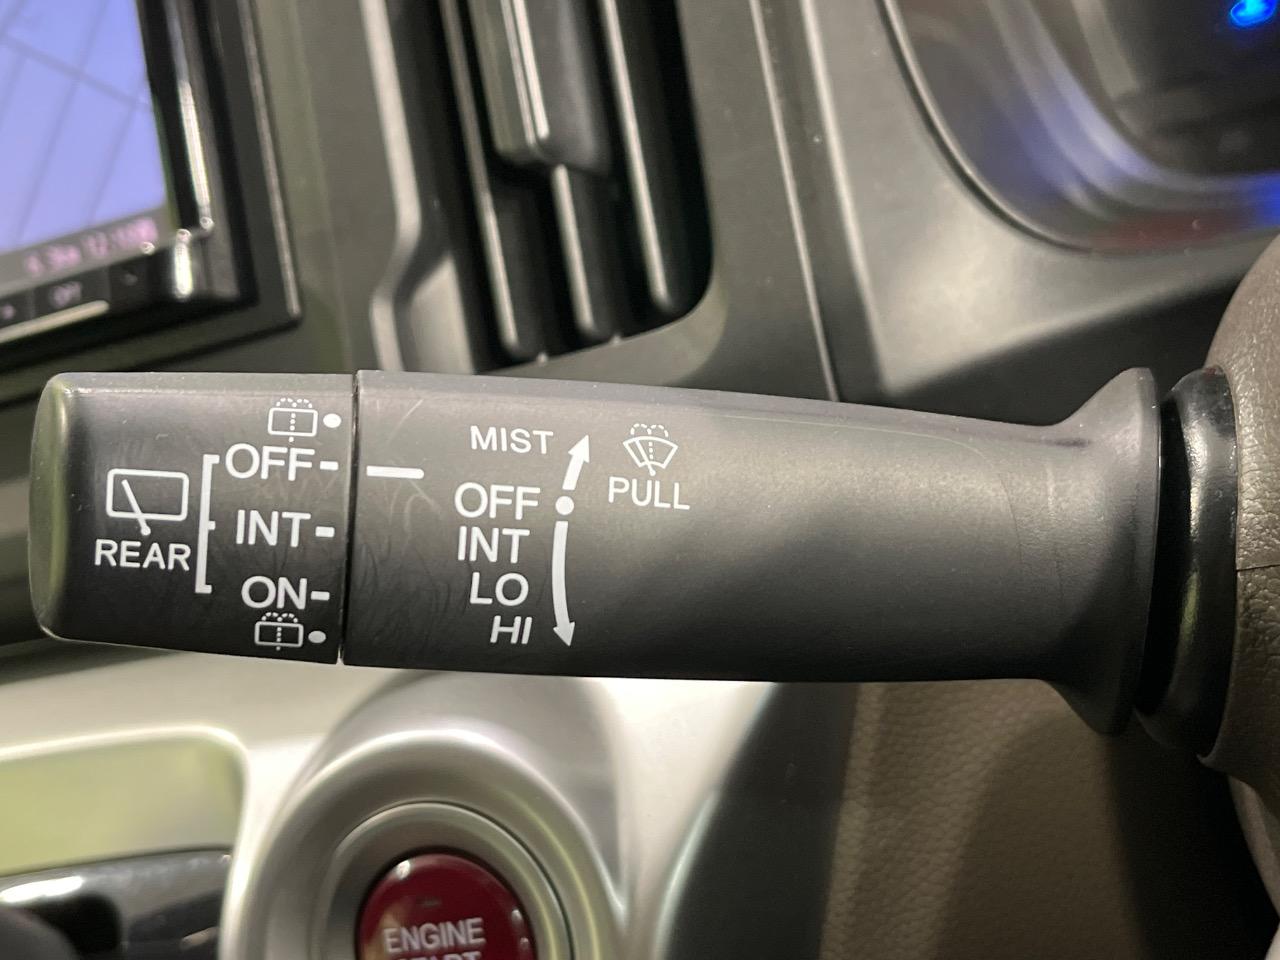 OFF
INT
ON
REAR
MIST
OFF
INT
LO
HI
PULL
ENGINE